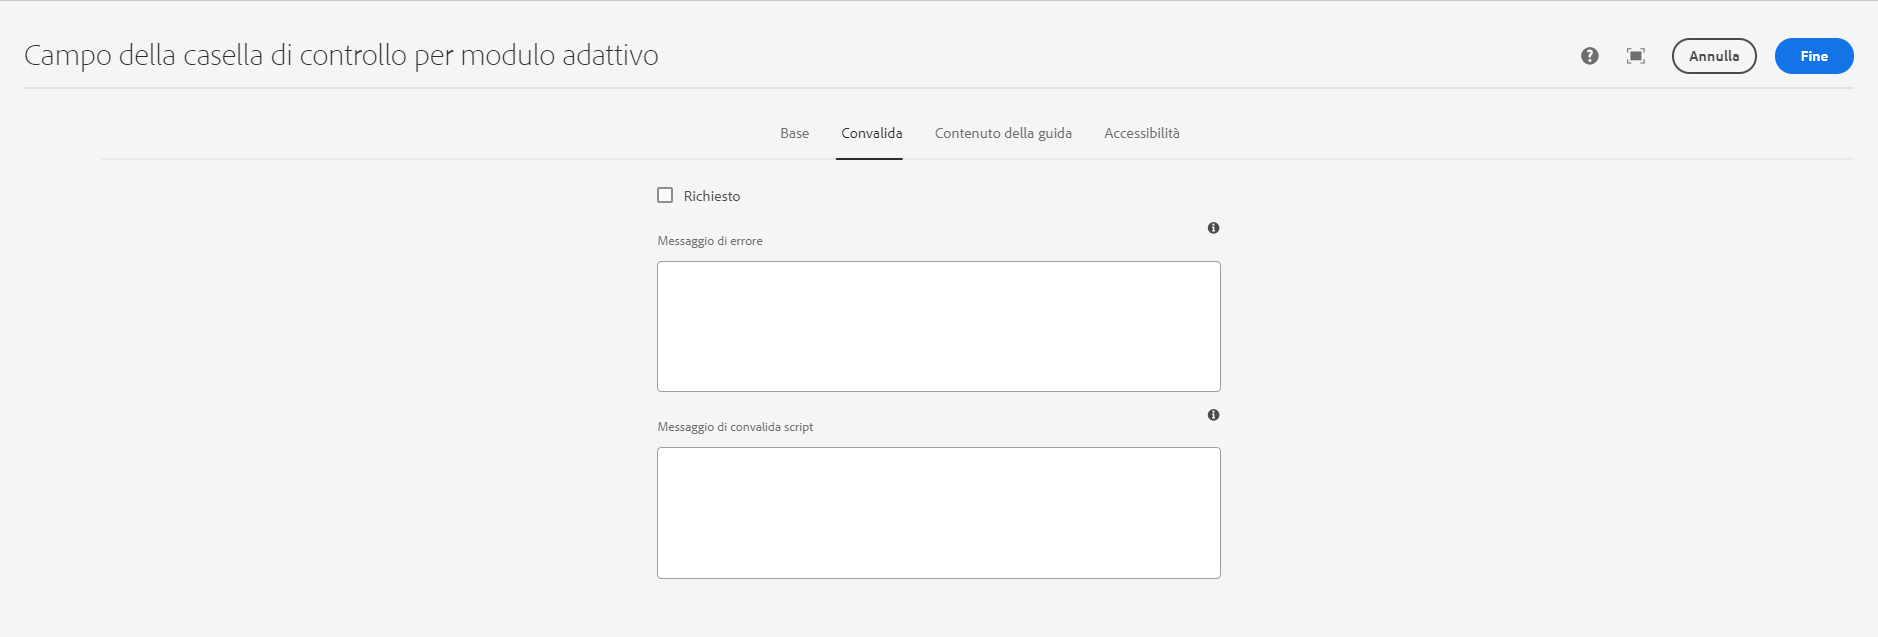 Campo della casella di controllo per modulo adattivo
Annulla
Fine
Base
Convalida
Contenuto della guida
Accessibilità
Richiesto
Messaggio di errore
Messaggio di convalida script